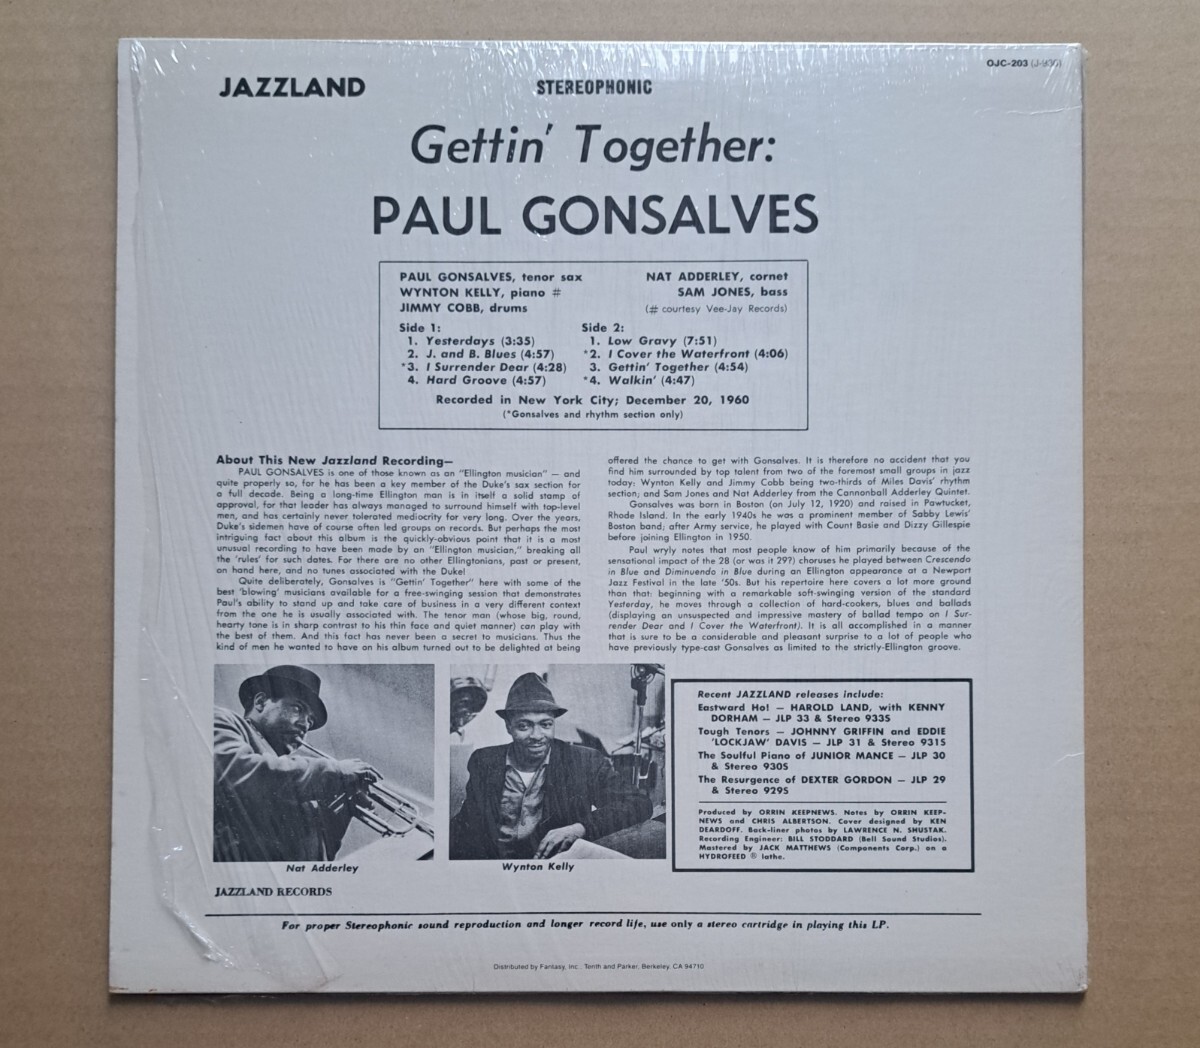 OJC-203 (J-936)
JAZZLAND
STEREOPHONIC
Gettin' Together:
PAUL GONSALVES
PAUL GONSALVES, tenor sax
NAT ADDERLEY, cornet
WYNTON KELLY, piano #
SAM JONES, bass
JIMMY COBB, drums
(# courtesy Vee-Jay Records)
Side 1:
1. Yesterdays (3:35)
2. J. and B. Blues (4:57)
*3. I Surrender Dear (4:28)
4. Hard Groove (4:57)
Side 2:
1. Low Gravy (7:51)
*2. I Cover the Waterfront (4:06)
3. Gettin' Together (4:54)
*4. Walkin' (4:47)
Recorded in New York City; December 20, 1960
(*Gonsalves and rhythm section only)
About This New Jazzland Recording—
PAUL GONSALVES is one of those known as an "Ellington musician" — and
quite properly so, for he has been a key member of the Duke's sax section for
a full decade. Being a long-time Ellington man is in itself a solid stamp of
approval, for that leader has always managed to surround himself with top-level
men, and has certainly never tolerated mediocrity for very long. Over the years,
Duke's sidemen have of course often led groups on records. But perhaps the most
intriguing fact about this album is the quickly-obvious point that it is a most
unusual recording to have been made by an "Ellington musician," breaking all
the 'rules' for such dates. For there are no other Ellingtonians, past or present,
on hand here, and no tunes associated with the Duke!
Quite deliberately, Gonsalves is "Gettin' Together" here with some of the
best 'blowing' musicians available for a free-swinging session that demonstrates
Paul's ability to stand up and take care of business in a very different context
from the one he is usually associated with. The tenor man (whose big, round,
hearty tone is in sharp contrast to his thin face and quiet manner) can play with
the best of them. And this fact has never been a secret to musicians. Thus the
kind of men he wanted to have on his album turned out to be delighted at being
offered the chance to get with Gonsalves. It is therefore no accident that you
find him surrounded by top talent from two of the foremost small groups in jazz
today: Wynton Kelly and Jimmy Cobb being two-thirds of Miles Davis' rhythm
section; and Sam Jones and Nat Adderley from the Cannonball Adderley Quintet.
Gonsalves was born in Boston (on July 12, 1920) and raised in Pawtucket,
Rhode Island. In the early 1940s he was a prominent member of Sabby Lewis'
Boston band; after Army service, he played with Count Basie and Dizzy Gillespie
before joining Ellington in 1950.
Paul wryly notes that most people know of him primarily because of the
sensational impact of the 28 (or was it 29?) choruses he played between Crescendo
in Blue and Diminuendo in Blue during an Ellington appearance at a Newport
Jazz Festival in the late '50s. But his repertoire here covers a lot more ground
than that: beginning with a remarkable soft-swinging version of the standard
Yesterday, he moves through a collection of hard-cookers, blues and ballads
(displaying an unsuspected and impressive mastery of ballad tempo on I Sur-
render Dear and I Cover the Waterfront). It is all accomplished in a manner
that is sure to be a considerable and pleasant surprise to a lot of people who
have previously type-cast Gonsalves as limited to the strictly-Ellington groove.
Nat Adderley
Wynton Kelly
Recent JAZZLAND releases include:
Eastward Ho! — HAROLD LAND, with KENNY
DORHAM — JLP 33 & Stereo 933S
Tough Tenors — JOHNNY GRIFFIN and EDDIE
'LOCKJAW' DAVIS — JLP 31 & Stereo 931S
The Soulful Piano of JUNIOR MANCE — JLP 30
& Stereo 930S
The Resurgence of DEXTER GORDON — JLP 29
& Stereo 929S
Produced by ORRIN KEEPNEWS. Notes by ORRIN KEEP-
NEWS and CHRIS ALBERTSON. Cover designed by KEN
DEARDOFF. Back-liner photos by LAWRENCE N. SHUSTAK.
Recording Engineer: BILL STODDARD (Bell Sound Studios).
Mastered by JACK MATTHEWS (Components Corp.) on a
HYDROFEED ® lathe.
JAZZLAND RECORDS
For proper Stereophonic sound reproduction and longer record life, use only a stereo cartridge in playing this LP.
Distributed by Fantasy, Inc. Tenth and Parker, Berkeley, CA 94710